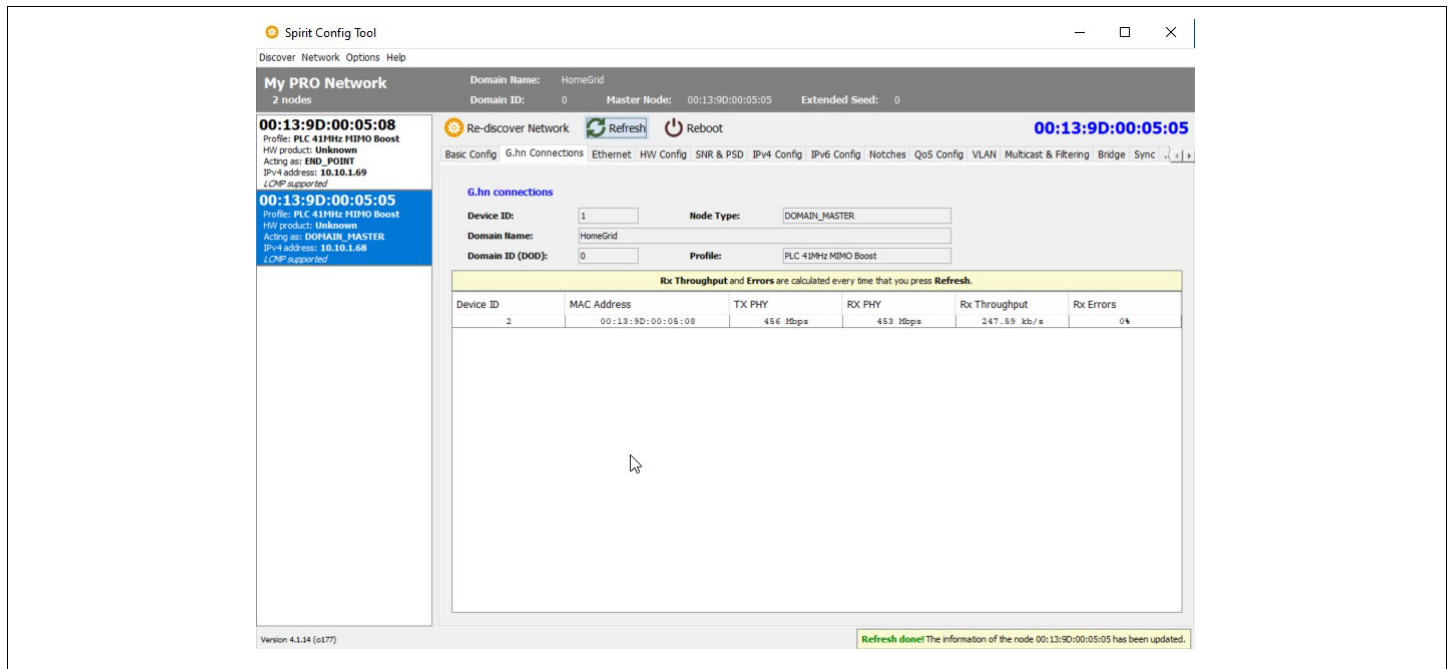 Spirit Config Tool
Discover Network Options Help
My PRO Network
2 nodes
Domain Name: HomeGrid
Domain ID: 0 Master Node: 00:13:9D:00:05:05 Extended Seed: 0
00:13:9D:00:05:08
Profile: PLC 41MHz MIMO Boost
HW product: Unknown
Acting as: END_POINT
IPv4 address: 10.10.1.69
LCMP supported
00:13:9D:00:05:05
Profile: PLC 41MHz MIMO Boost
HW product: Unknown
Acting as: DOMAIN_MASTER
IPv4 address: 10.10.1.68
LCMP supported
Re-discover Network Refresh Reboot 00:13:9D:00:05:05
Basic Config G.hn Connections Ethernet HW Config SNR & PSD IPv4 Config IPv6 Config Notches QoS Config VLAN Multicast & Filtering Bridge Sync ..
G.hn connections
Device ID: 1 Node Type: DOMAIN_MASTER
Domain Name: HomeGrid
Domain ID (DOD): 0 Profile: PLC 41MHz MIMO Boost
Rx Throughput and Errors are calculated every time that you press Refresh.
Device ID MAC Address TX PHY RX PHY Rx Throughput Rx Errors
2 00:13:9D:00:05:08 456 Mbps 453 Mbps 247.59 kb/s 0%
Version 4.1.14 (o177)
Refresh done! The information of the node 00:13:9D:00:05:05 has been updated.